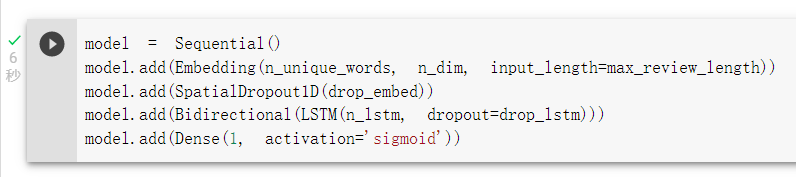 model = Sequential()
model.add(Embedding(n_unique_words, n_dim, input_length=max_review_length))
6
model.add(SpatialDropout1D(drop_embed))
秒
model.add(Bidirectional(LSTM(n_lstm, dropout=drop_lstm)))
model.add(Dense(1, activation='sigmoid'))